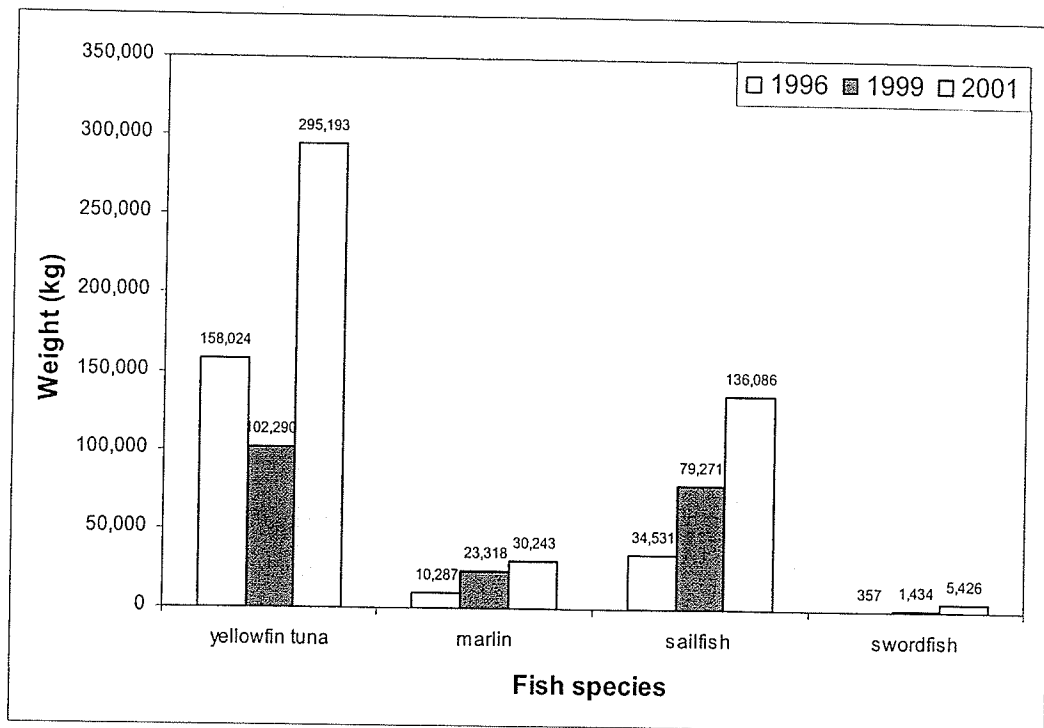 350,000
300,000
250,000
200,000
150,000
100,000
50,000
0
Weight (kg)
1996 1999 2001
295,193
158,024
102,290
10,287
23,318
30,243
34,531
79,271
136,086
357
1,434
5,426
yellowfin tuna
marlin
sailfish
swordfish
Fish species